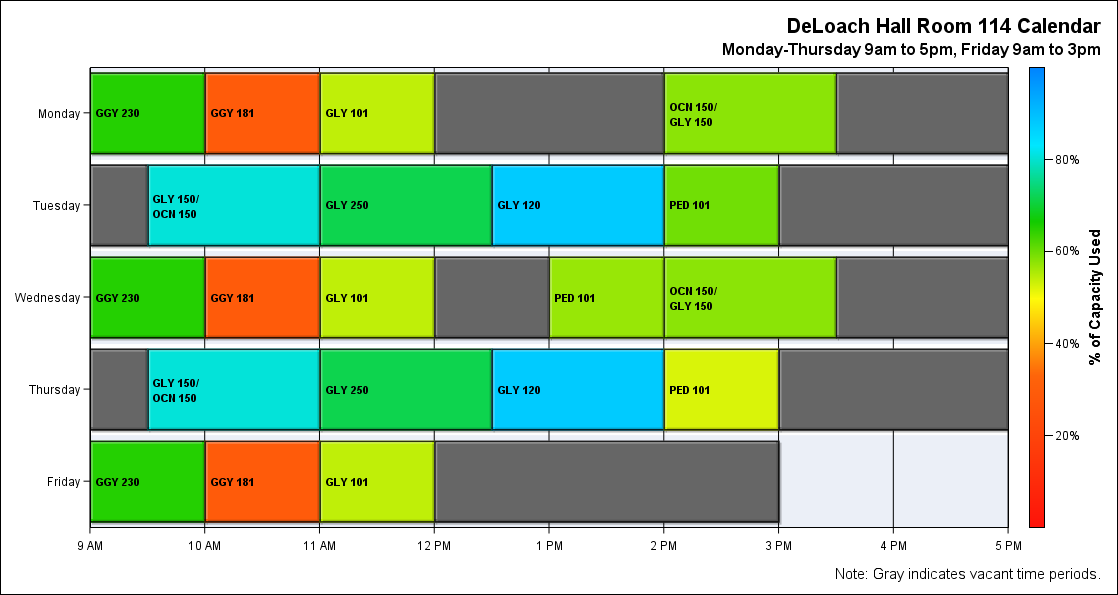 DeLoach Hall Room 114 Calendar
Monday-Thursday 9am to 5pm, Friday 9am to 3pm
Monday
GGY 230
GGY 181
GLY 101
OCN 150/
GLY 150
Tuesday
GLY 150/
OCN 150
GLY 250
GLY 120
PED 101
Wednesday
GGY 230
GGY 181
GLY 101
PED 101
OCN 150/
GLY 150
Thursday
GLY 150/
OCN 150
GLY 250
GLY 120
PED 101
Friday
GGY 230
GGY 181
GLY 101
9 AM
10 AM
11 AM
12 PM
1 PM
2 PM
3 PM
4 PM
5 PM
80%
60%
40%
20%
% of Capacity Used
Note: Gray indicates vacant time periods.